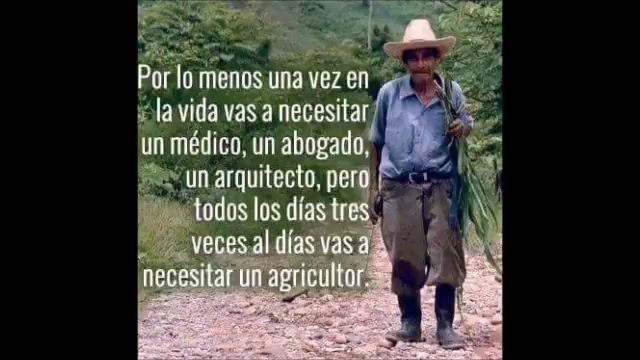 Por lo menos una vez en
la vida vas a necesitar
un médico, un abogado,
un arquitecto, pero
todos los días tres
veces al días vas a
necesitar un agricultor.